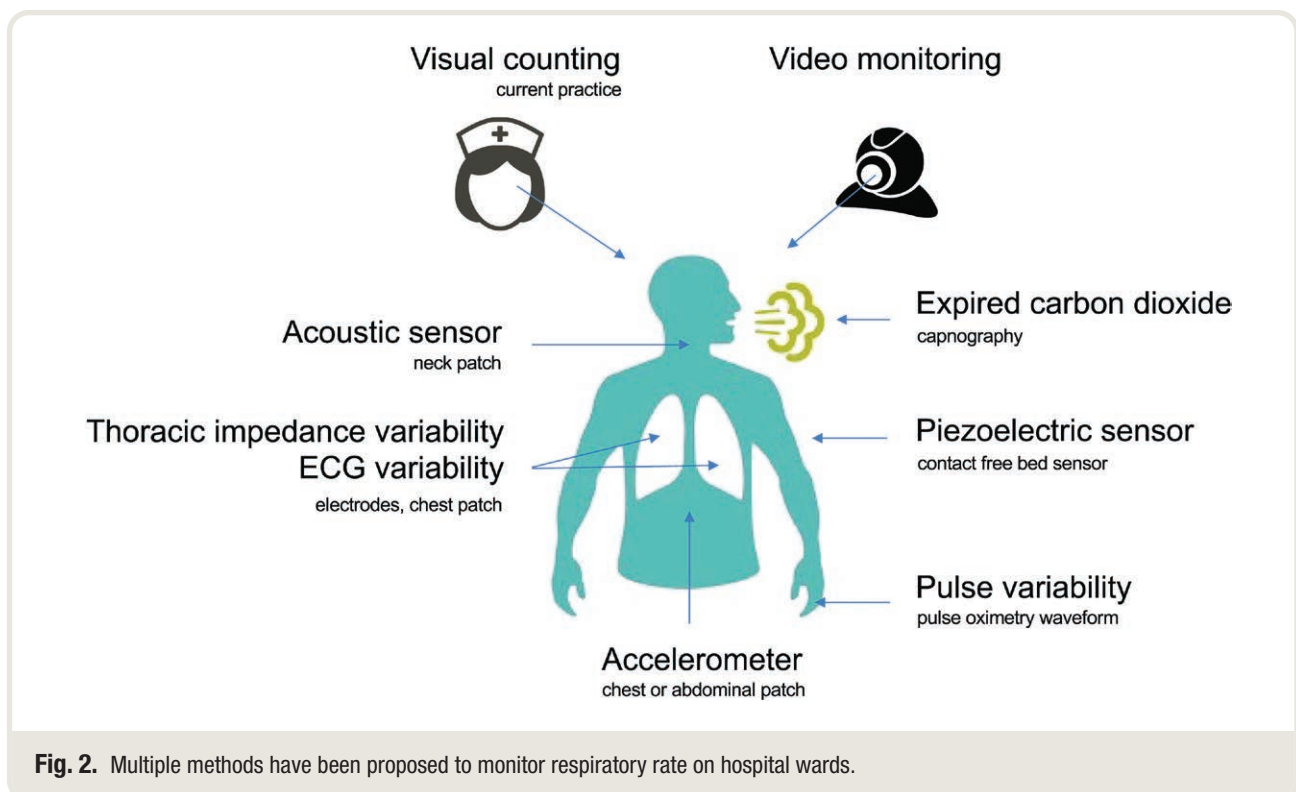 Visual counting
current practice
Video monitoring
Acoustic sensor
neck patch
Expired carbon dioxide
capnography
Thoracic impedance variability
ECG variability
electrodes, chest patch
Piezoelectric sensor
contact free bed sensor
Pulse variability
pulse oximetry waveform
Accelerometer
chest or abdominal patch
Fig. 2. Multiple methods have been proposed to monitor respiratory rate on hospital wards.